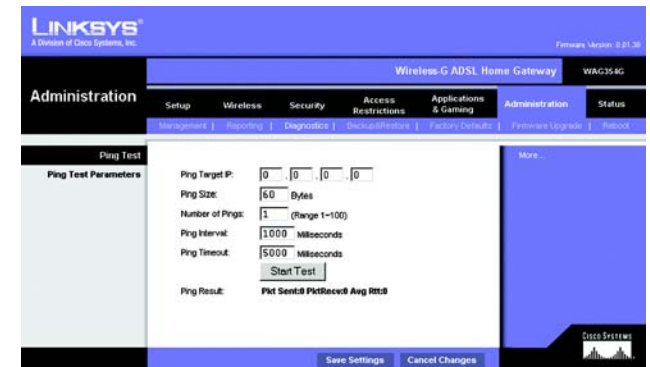 LINKSYS®
A Division of Cisco Systems, Inc.
Firmware Version: 0.21.30
Wireless-G ADSL Home Gateway WAG354G
Administration
Setup Wireless Security Access Restrictions Applications & Gaming Administration Status
Management | Reporting | Diagnostics | Backup&Restore | Factory Defaults | Firmware Upgrade | Reboot
Ping Test
Ping Test Parameters
More...
Ping Target IP: 0 . 0 . 0 . 0
Ping Size: 60 Bytes
Number of Pings: 1 (Range 1~100)
Ping Interval: 1000 Miliseconds
Ping Timeout: 5000 Miliseconds
Start Test
Ping Result: Pkt Sent:0 PktRecv:0 Avg Rtt:0
CISCO SYSTEMS
Save Settings Cancel Changes